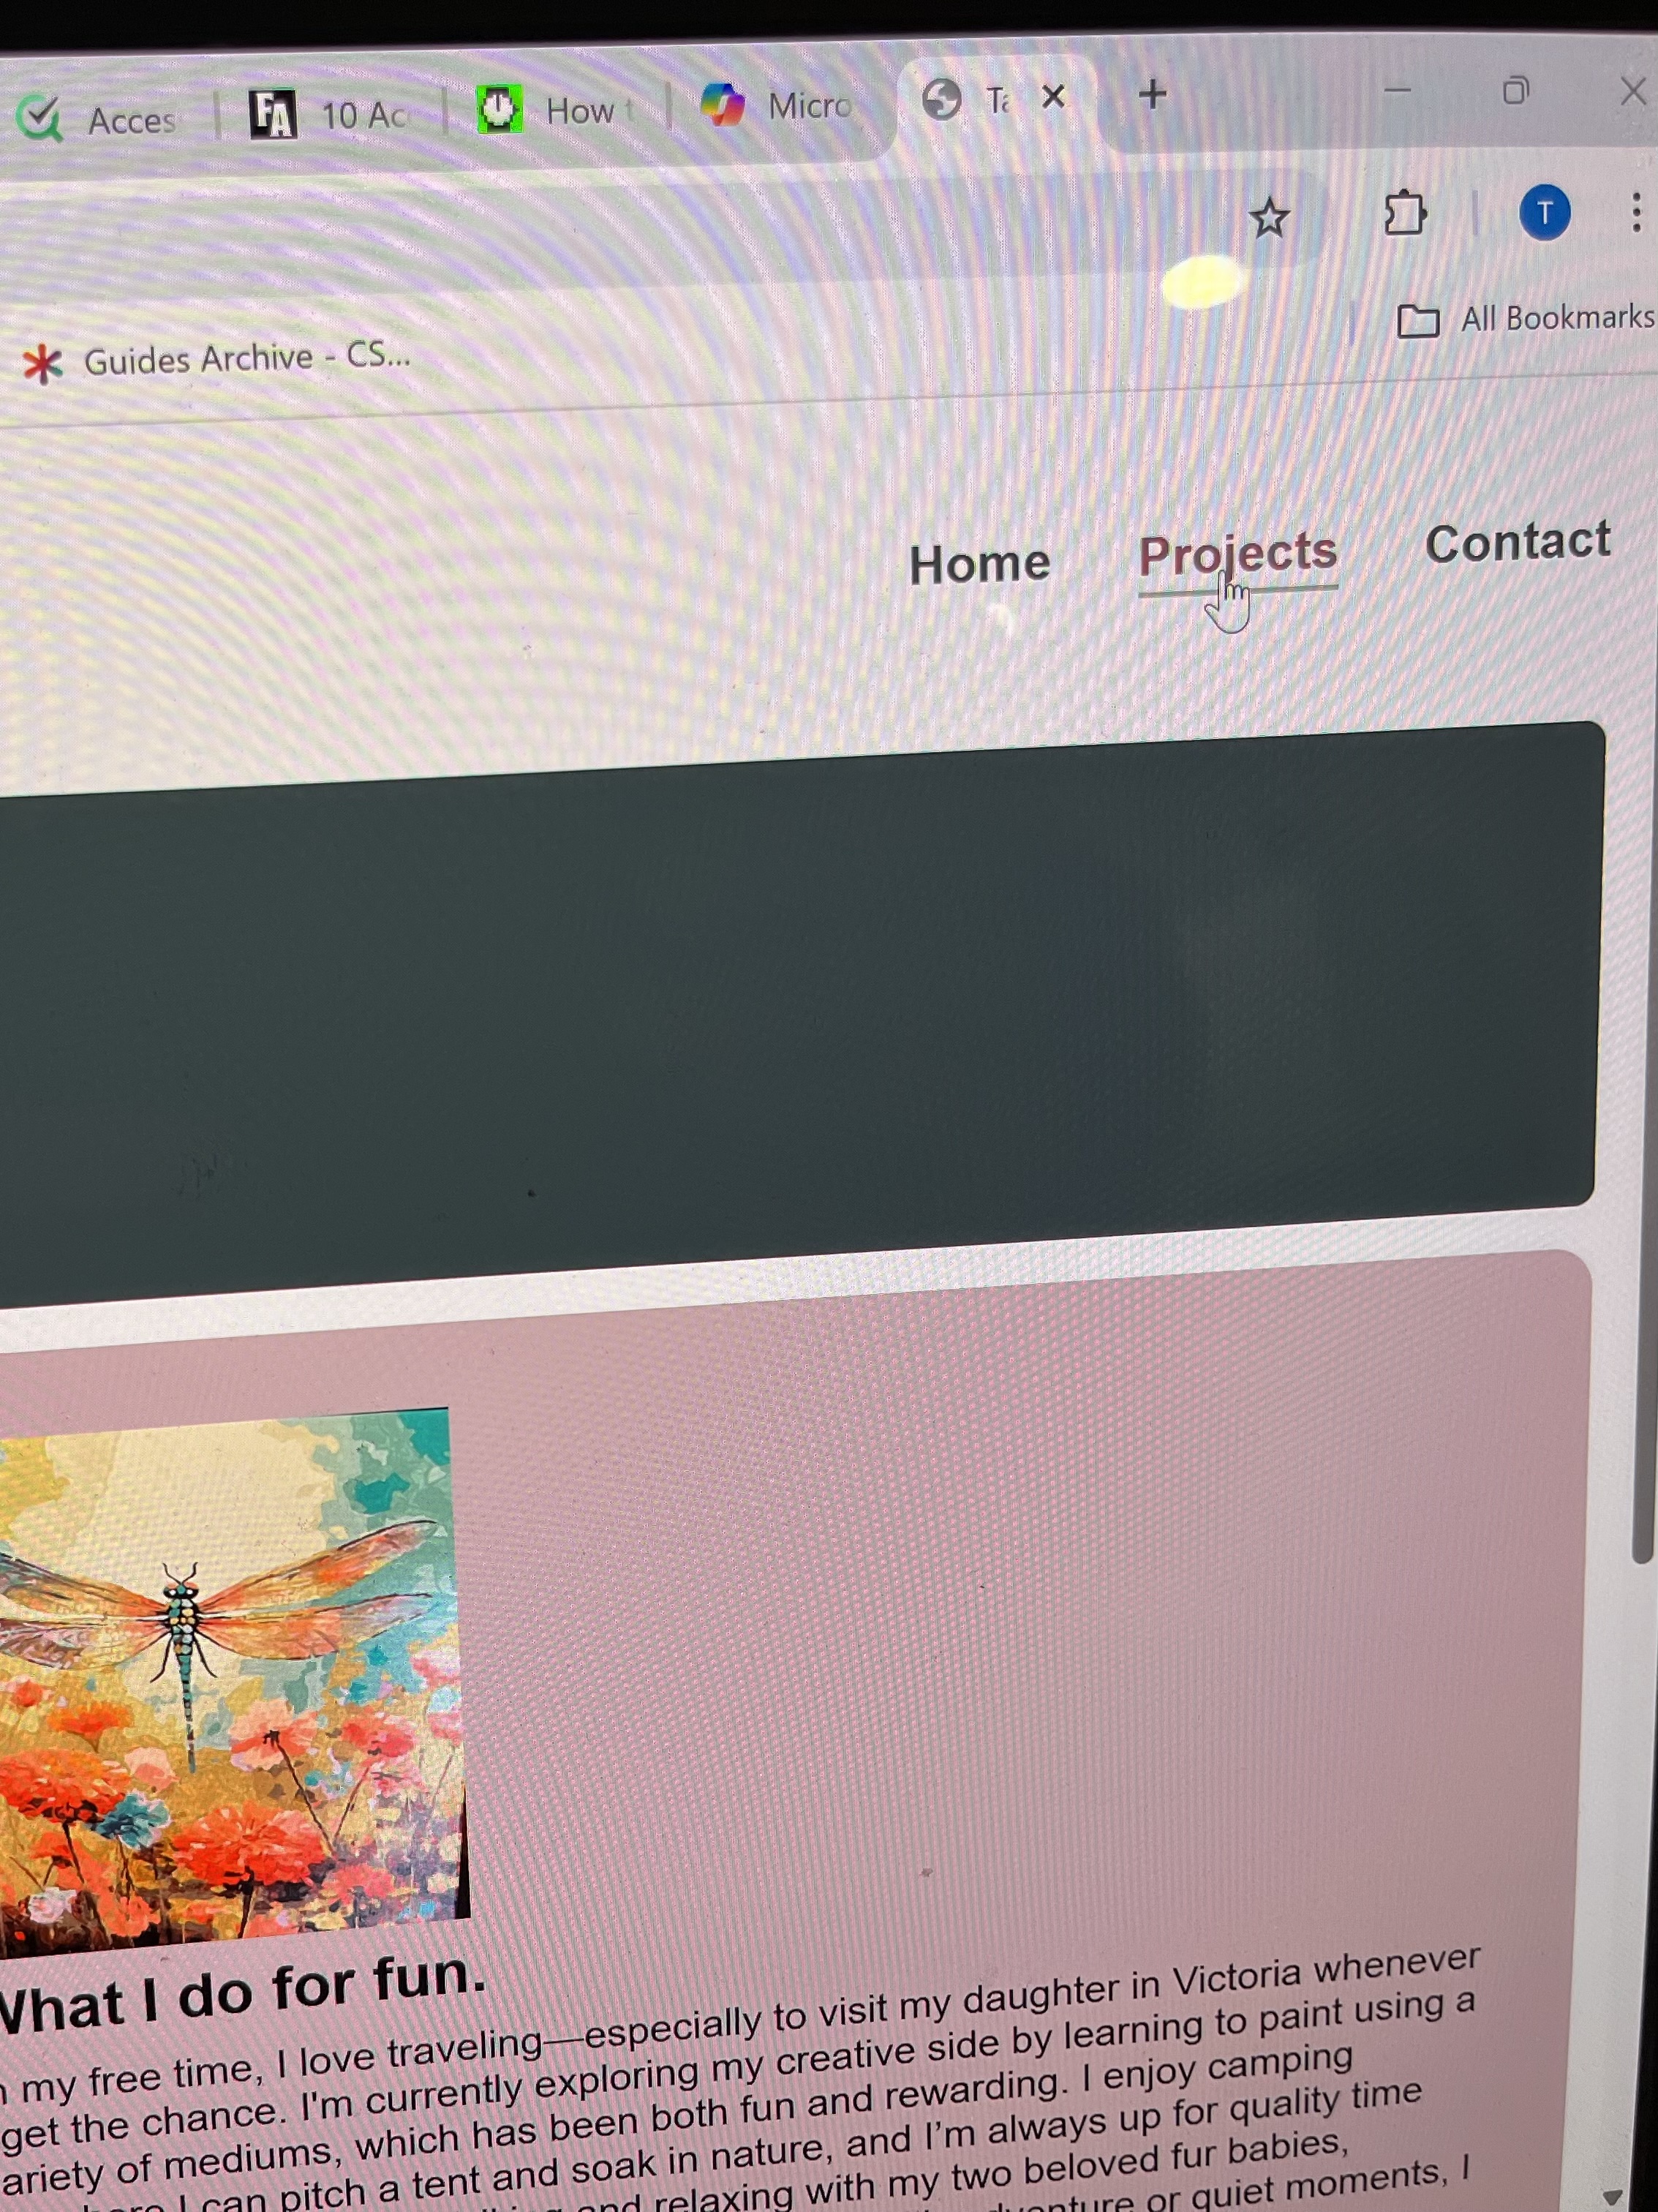 Acces
FA 10 Ac
How t
Micro
Ta
T
All Bookmarks
Guides Archive - CS...
Home Projects Contact
What I do for fun.
my free time, I love traveling—especially to visit my daughter in Victoria whenever
get the chance. I'm currently exploring my creative side by learning to paint using a
ariety of mediums, which has been both fun and rewarding. I enjoy camping
I can pitch a tent and soak in nature, and I'm always up for quality time
and relaxing with my two beloved fur babies,
or quiet moments, I